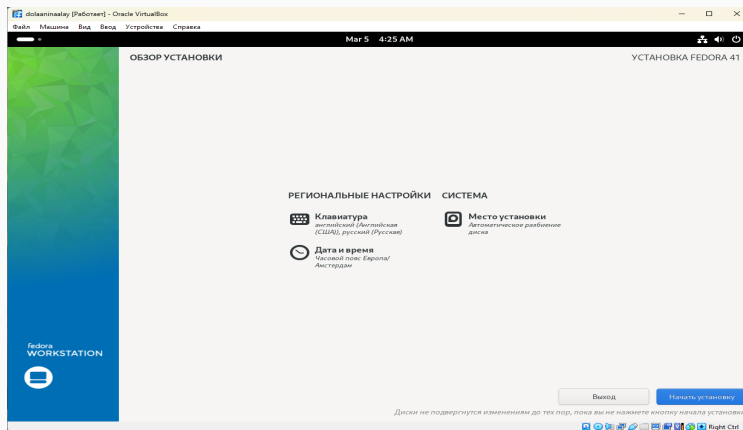 dolaaninaalay [Работает] - Oracle VirtualBox
Файл Машина Вид Ввод Устройства Справка
Mar 5 4:25 AM
ОБЗОР УСТАНОВКИ
УСТАНОВКА FEDORA 41
РЕГИОНАЛЬНЫЕ НАСТРОЙКИ
СИСТЕМА
Клавиатура
английский (Английская
(США)), русский (Русская)
Место установки
Автоматическое разбиение
диска
Дата и время
Часовой пояс Европа/
Амстердам
fedora
WORKSTATION
Выход
Начать установку
Диски не подвергнутся изменениям до тех пор, пока вы не нажмете кнопку начала установки
Right Ctrl